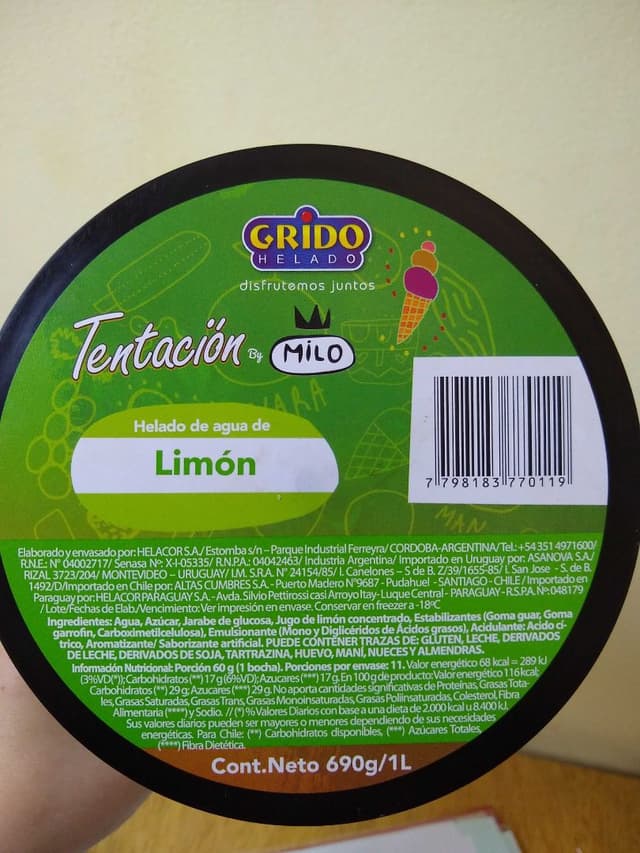 GRIDO
HELADO
disfrutemos juntos
Tentación By MiLO
Helado de agua de
Limón
7 798183 770119
Elaborado y envasado por: HELACOR S.A./ Estomba s/n – Parque Industrial Ferreyra/ CORDOBA-ARGENTINA/ Tel.: +54 351 4971600/
R.N.E.: N° 04002717/ Senasa N°: X-I-05335/ R.N.P.A.: 04042463/ Industria Argentina/ Importado en Uruguay por: ASANOVA S.A./
RIZAL 3723/204/ MONTEVIDEO – URUGUAY/ I.M. S.R.A. N° 24154/85/ I. Canelones – S de B. Z/39/1655-85/ I. San Jose - S. de B.
1492/D/Importado en Chile por: ALTAS CUMBRES S.A. - Puerto Madero N°9687 - Pudahuel - SANTIAGO - CHILE / Importado en
Paraguay por: HELACOR PARAGUAY S.A. - Avda. Silvio Pettirossi casi Arroyo Itay- Luque Central - PARAGUAY - R.S.P.A. N°: 048179
/ Lote/Fechas de Elab./Vencimiento: Ver impresión en envase. Conservar en freezer a -18°C
Ingredientes: Agua, Azúcar, Jarabe de glucosa, Jugo de limón concentrado, Estabilizantes (Goma guar, Goma
garrofin, Carboximetilcelulosa), Emulsionante (Mono y Diglicéridos de Ácidos grasos), Acidulante: Acido cí-
trico, Aromatizante/ Saborizante artificial. PUEDE CONTENER TRAZAS DE: GLUTEN, LECHE, DERIVADOS
DE LECHE, DERIVADOS DE SOJA, TARTRAZINA, HUEVO, MANÍ, NUECES Y ALMENDRAS.
Información Nutricional: Porción 60 g (1 bocha). Porciones por envase: 11. Valor energético 68 kcal = 289 kJ
(3%VD(*)); Carbohidratos (**) 17 g (6%VD); Azucares (***) 17 g. En 100 g de producto: Valor energético 116 kcal;
Carbohidratos (**) 29 g; Azucares (***) 29 g. No aporta cantidades significativas de Proteínas, Grasas Tota-
les, Grasas Saturadas, Grasas Trans, Grasas Monoinsaturadas, Grasas Poliinsaturadas, Colesterol, Fibra
Alimentaria (****) y Sodio. // (*) % Valores Diarios con base a una dieta de 2.000 kcal u 8.400 kJ.
Sus valores diarios pueden ser mayores o menores dependiendo de sus necesidades
energéticas. Para Chile: (**) Carbohidratos disponibles, (***) Azúcares Totales,
(****) Fibra Dietética.
Cont.Neto 690g/1L